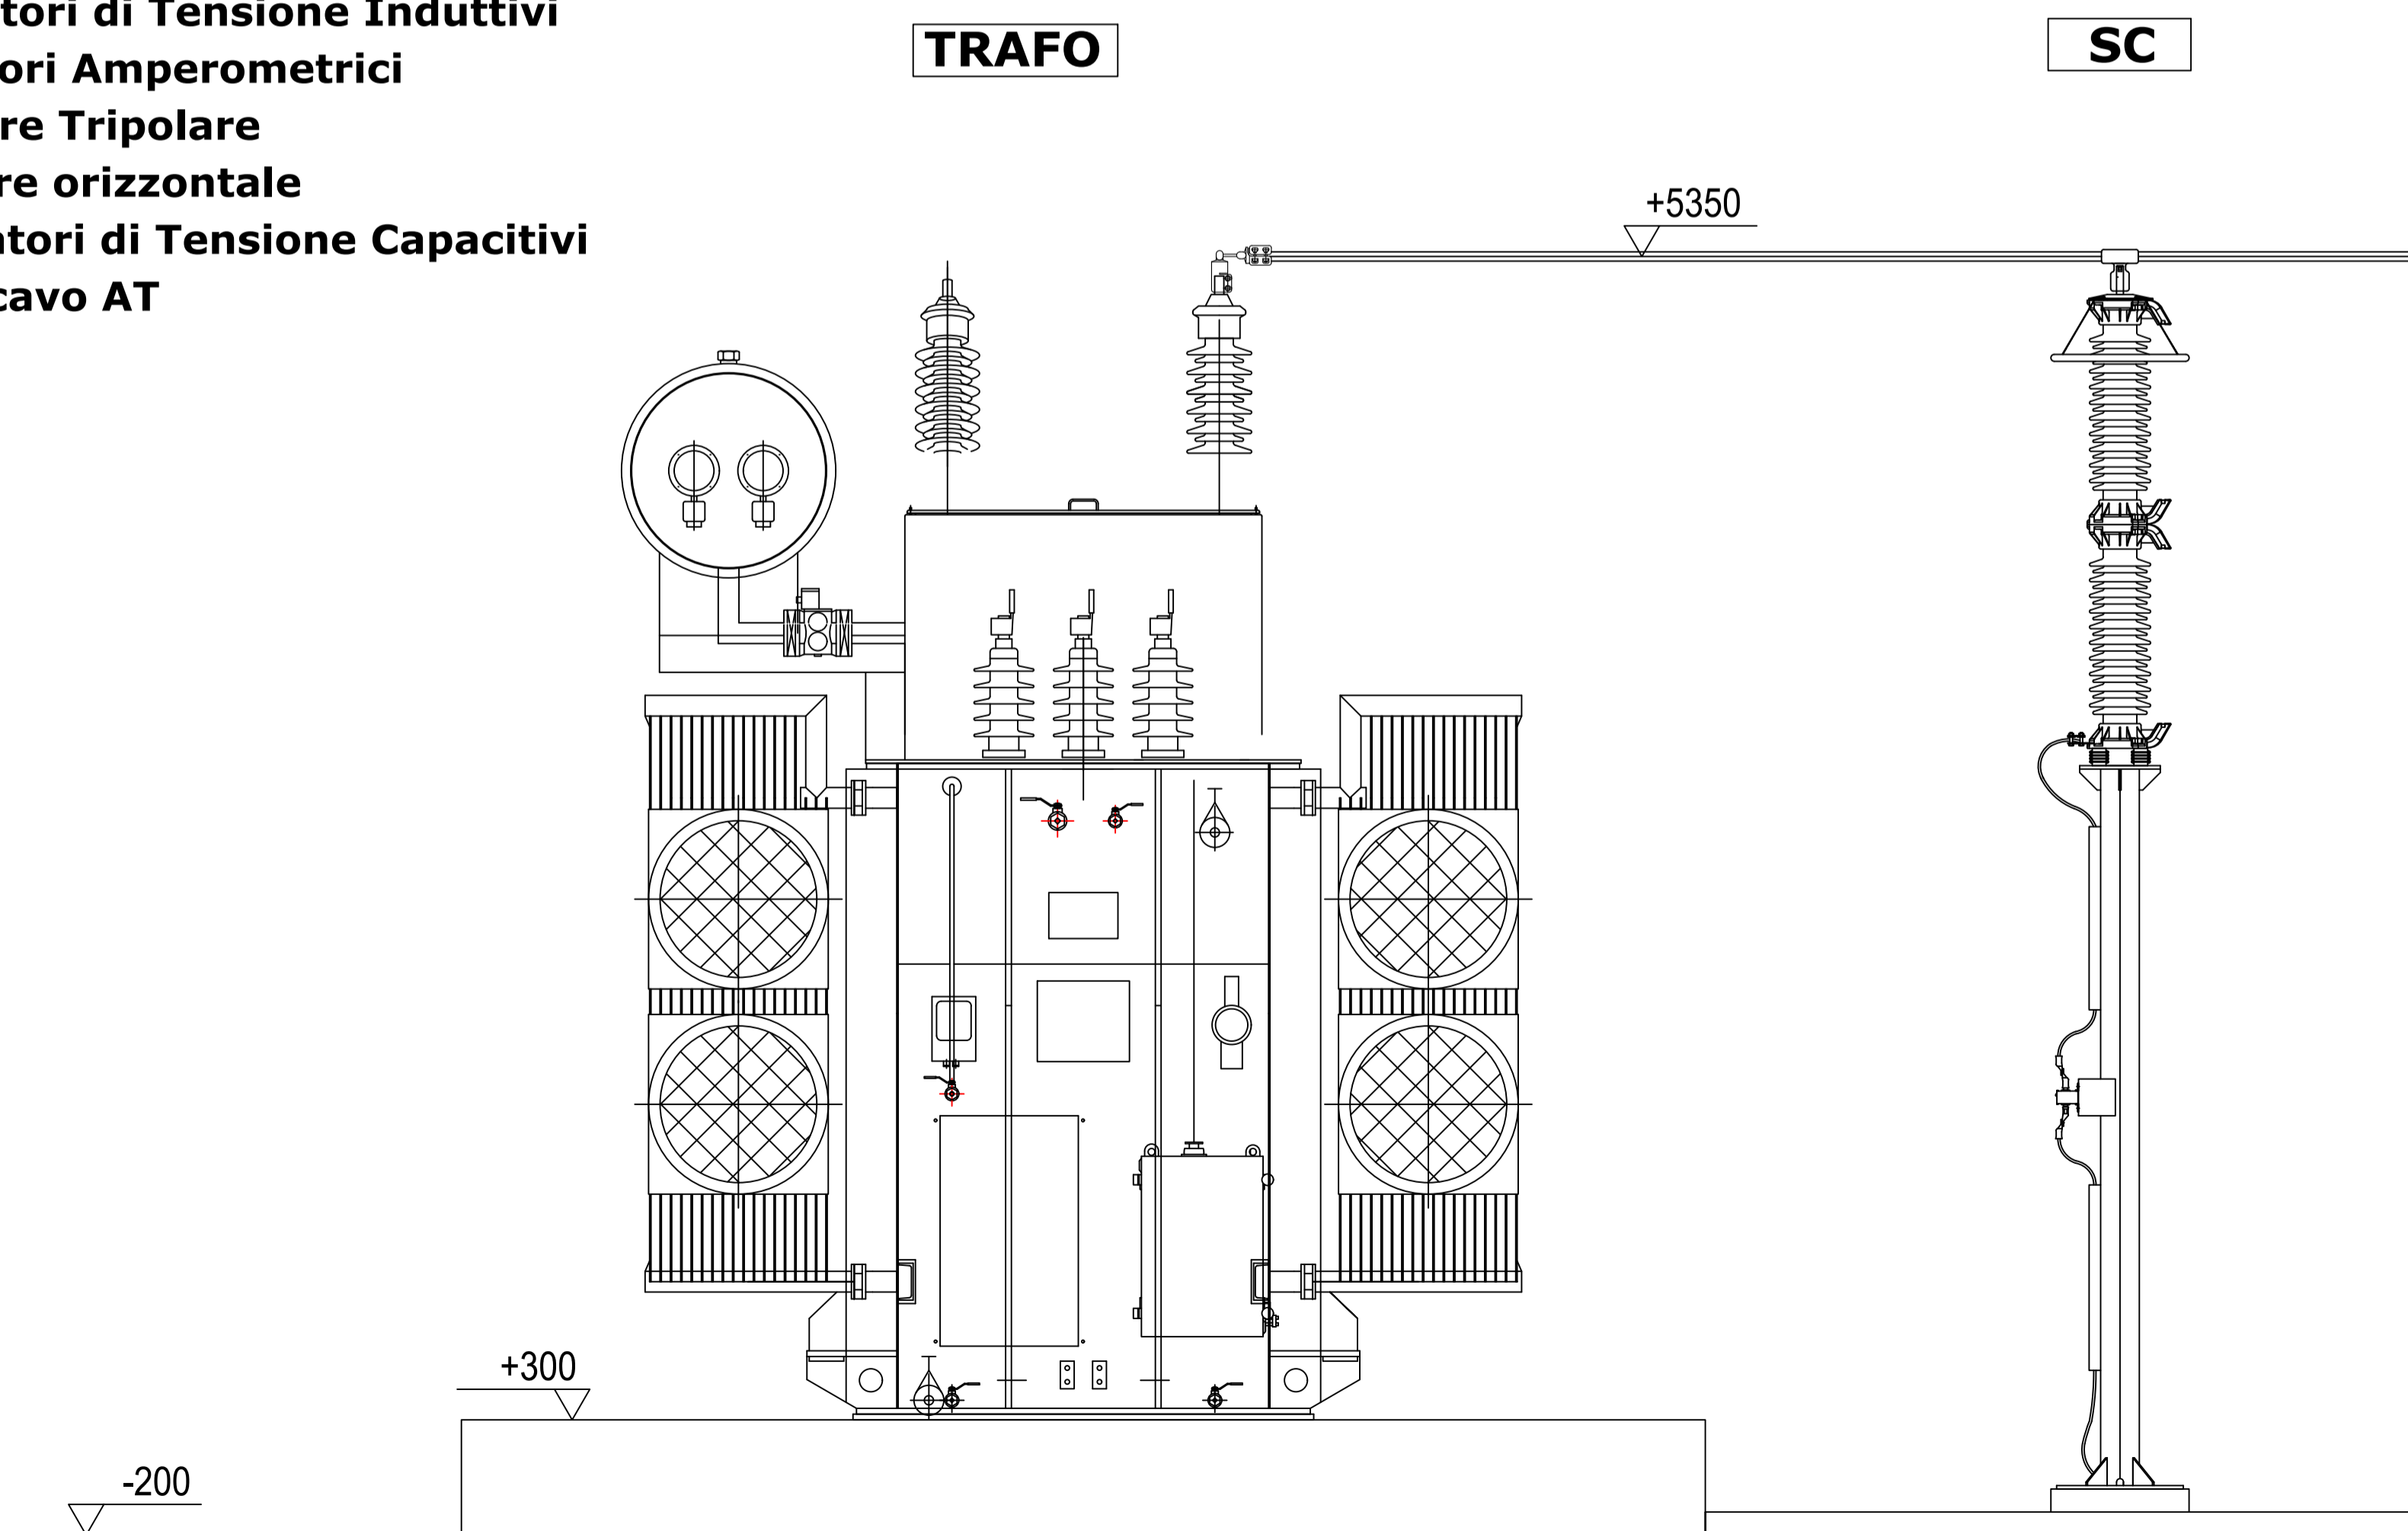 tori di Tensione Induttivi
ori Amperometrici
re Tripolare
re orizzontale
tori di Tensione Capacitivi
cavo AT
TRAFO
SC
+5350
+300
-200